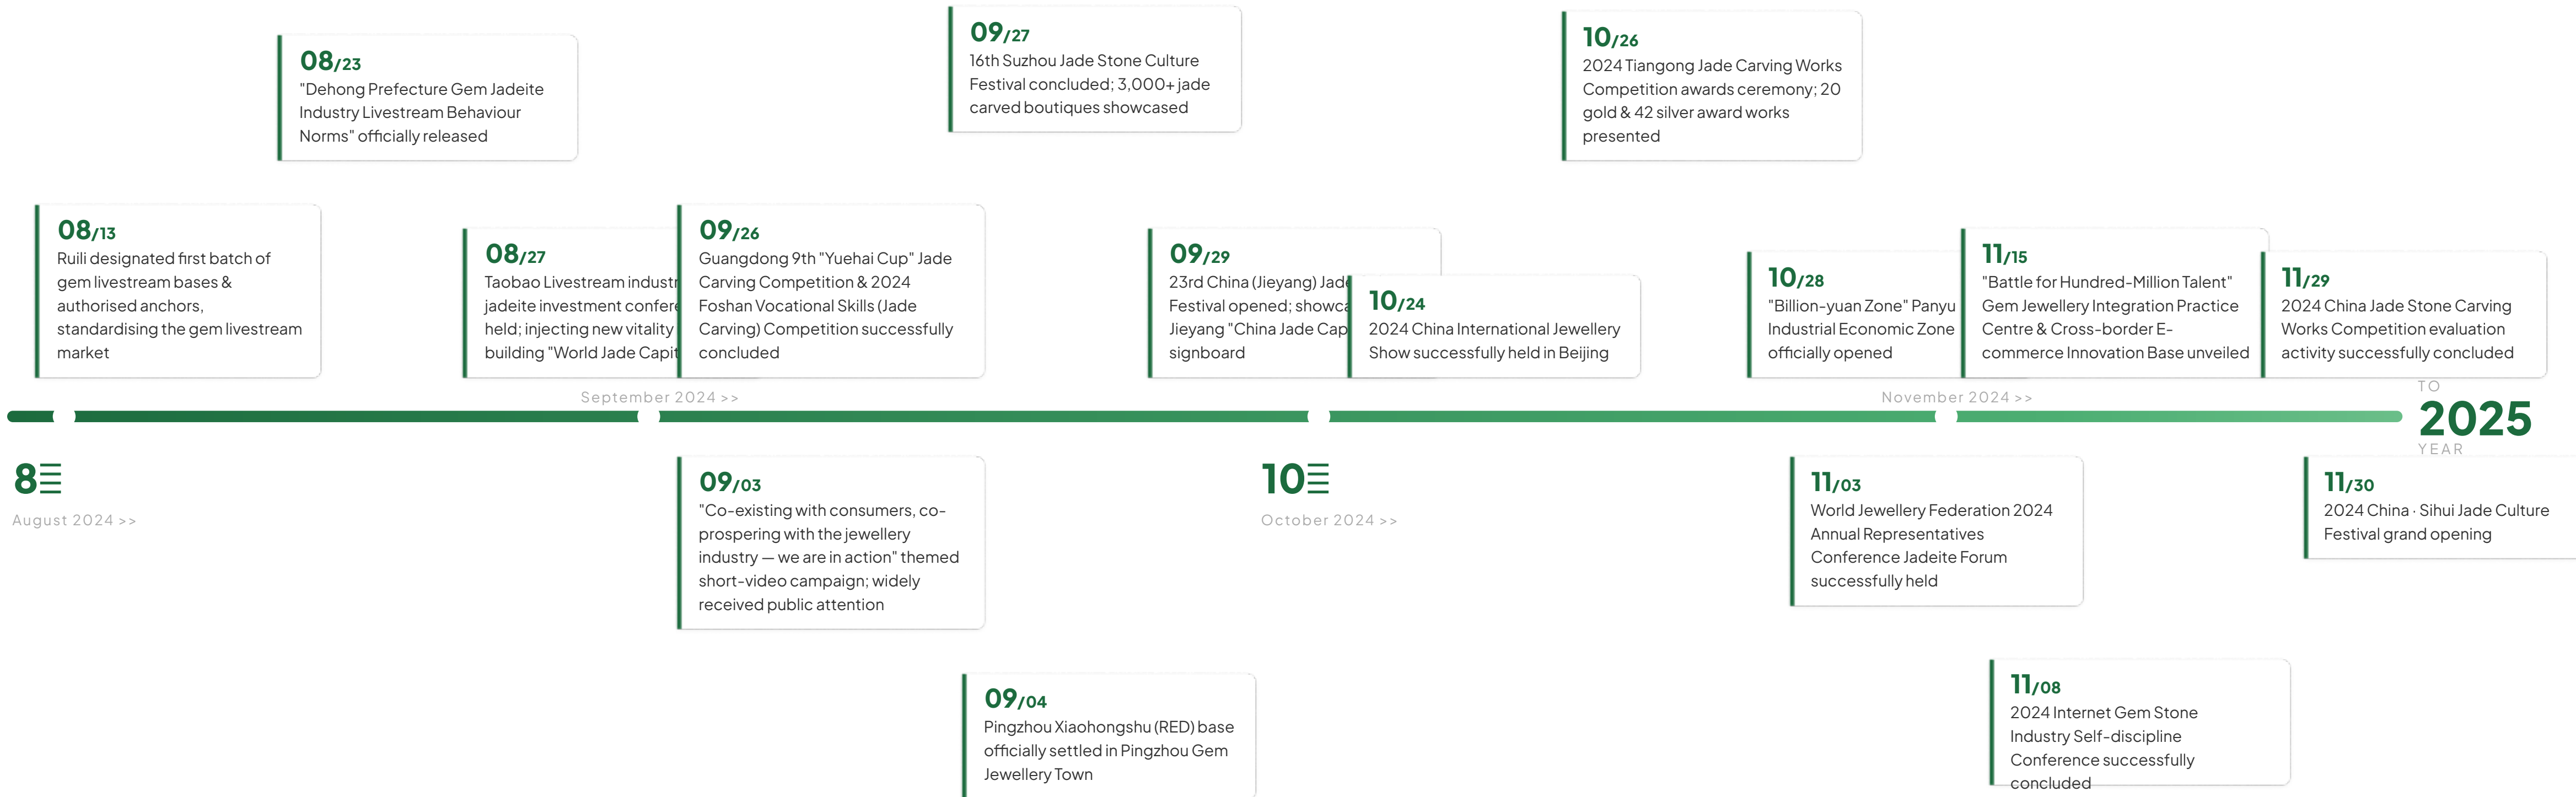 08/23
"Dehong Prefecture Gem Jadeite
Industry Livestream Behaviour
Norms" officially released
09/27
16th Suzhou Jade Stone Culture
Festival concluded; 3,000+ jade
carved boutiques showcased
10/26
2024 Tiangong Jade Carving Works
Competition awards ceremony; 20
gold & 42 silver award works
presented
08/13
Ruili designated first batch of
gem livestream bases &
authorised anchors,
standardising the gem livestream
market
08/27
Taobao Livestream
jadeite investment
held; injecting new vitality
building "World Jade
09/26
Guangdong 9th "Yuehai Cup" Jade
Carving Competition & 2024
Foshan Vocational Skills (Jade
Carving) Competition successfully
concluded
09/29
23rd China (Jieyang) Jade
Festival opened;
Jieyang "China Jade
signboard
10/24
2024 China International Jewellery
Show successfully held in Beijing
10/28
"Billion-yuan Zone" Panyu
Industrial Economic Zone
officially opened
11/15
"Battle for Hundred-Million Talent"
Gem Jewellery Integration Practice
Centre & Cross-border E-
commerce Innovation Base unveiled
11/29
2024 China Jade Stone Carving
Works Competition evaluation
activity successfully concluded
September 2024 >>
November 2024 >>
TO
2025
YEAR
8☰
August 2024 >>
09/03
"Co-existing with consumers, co-
prospering with the jewellery
industry — we are in action" themed
short-video campaign; widely
received public attention
10☰
October 2024 >>
11/03
World Jewellery Federation 2024
Annual Representatives
Conference Jadeite Forum
successfully held
11/30
2024 China · Sihui Jade Culture
Festival grand opening
09/04
Pingzhou Xiaohongshu (RED) base
officially settled in Pingzhou Gem
Jewellery Town
11/08
2024 Internet Gem Stone
Industry Self-discipline
Conference successfully
concluded